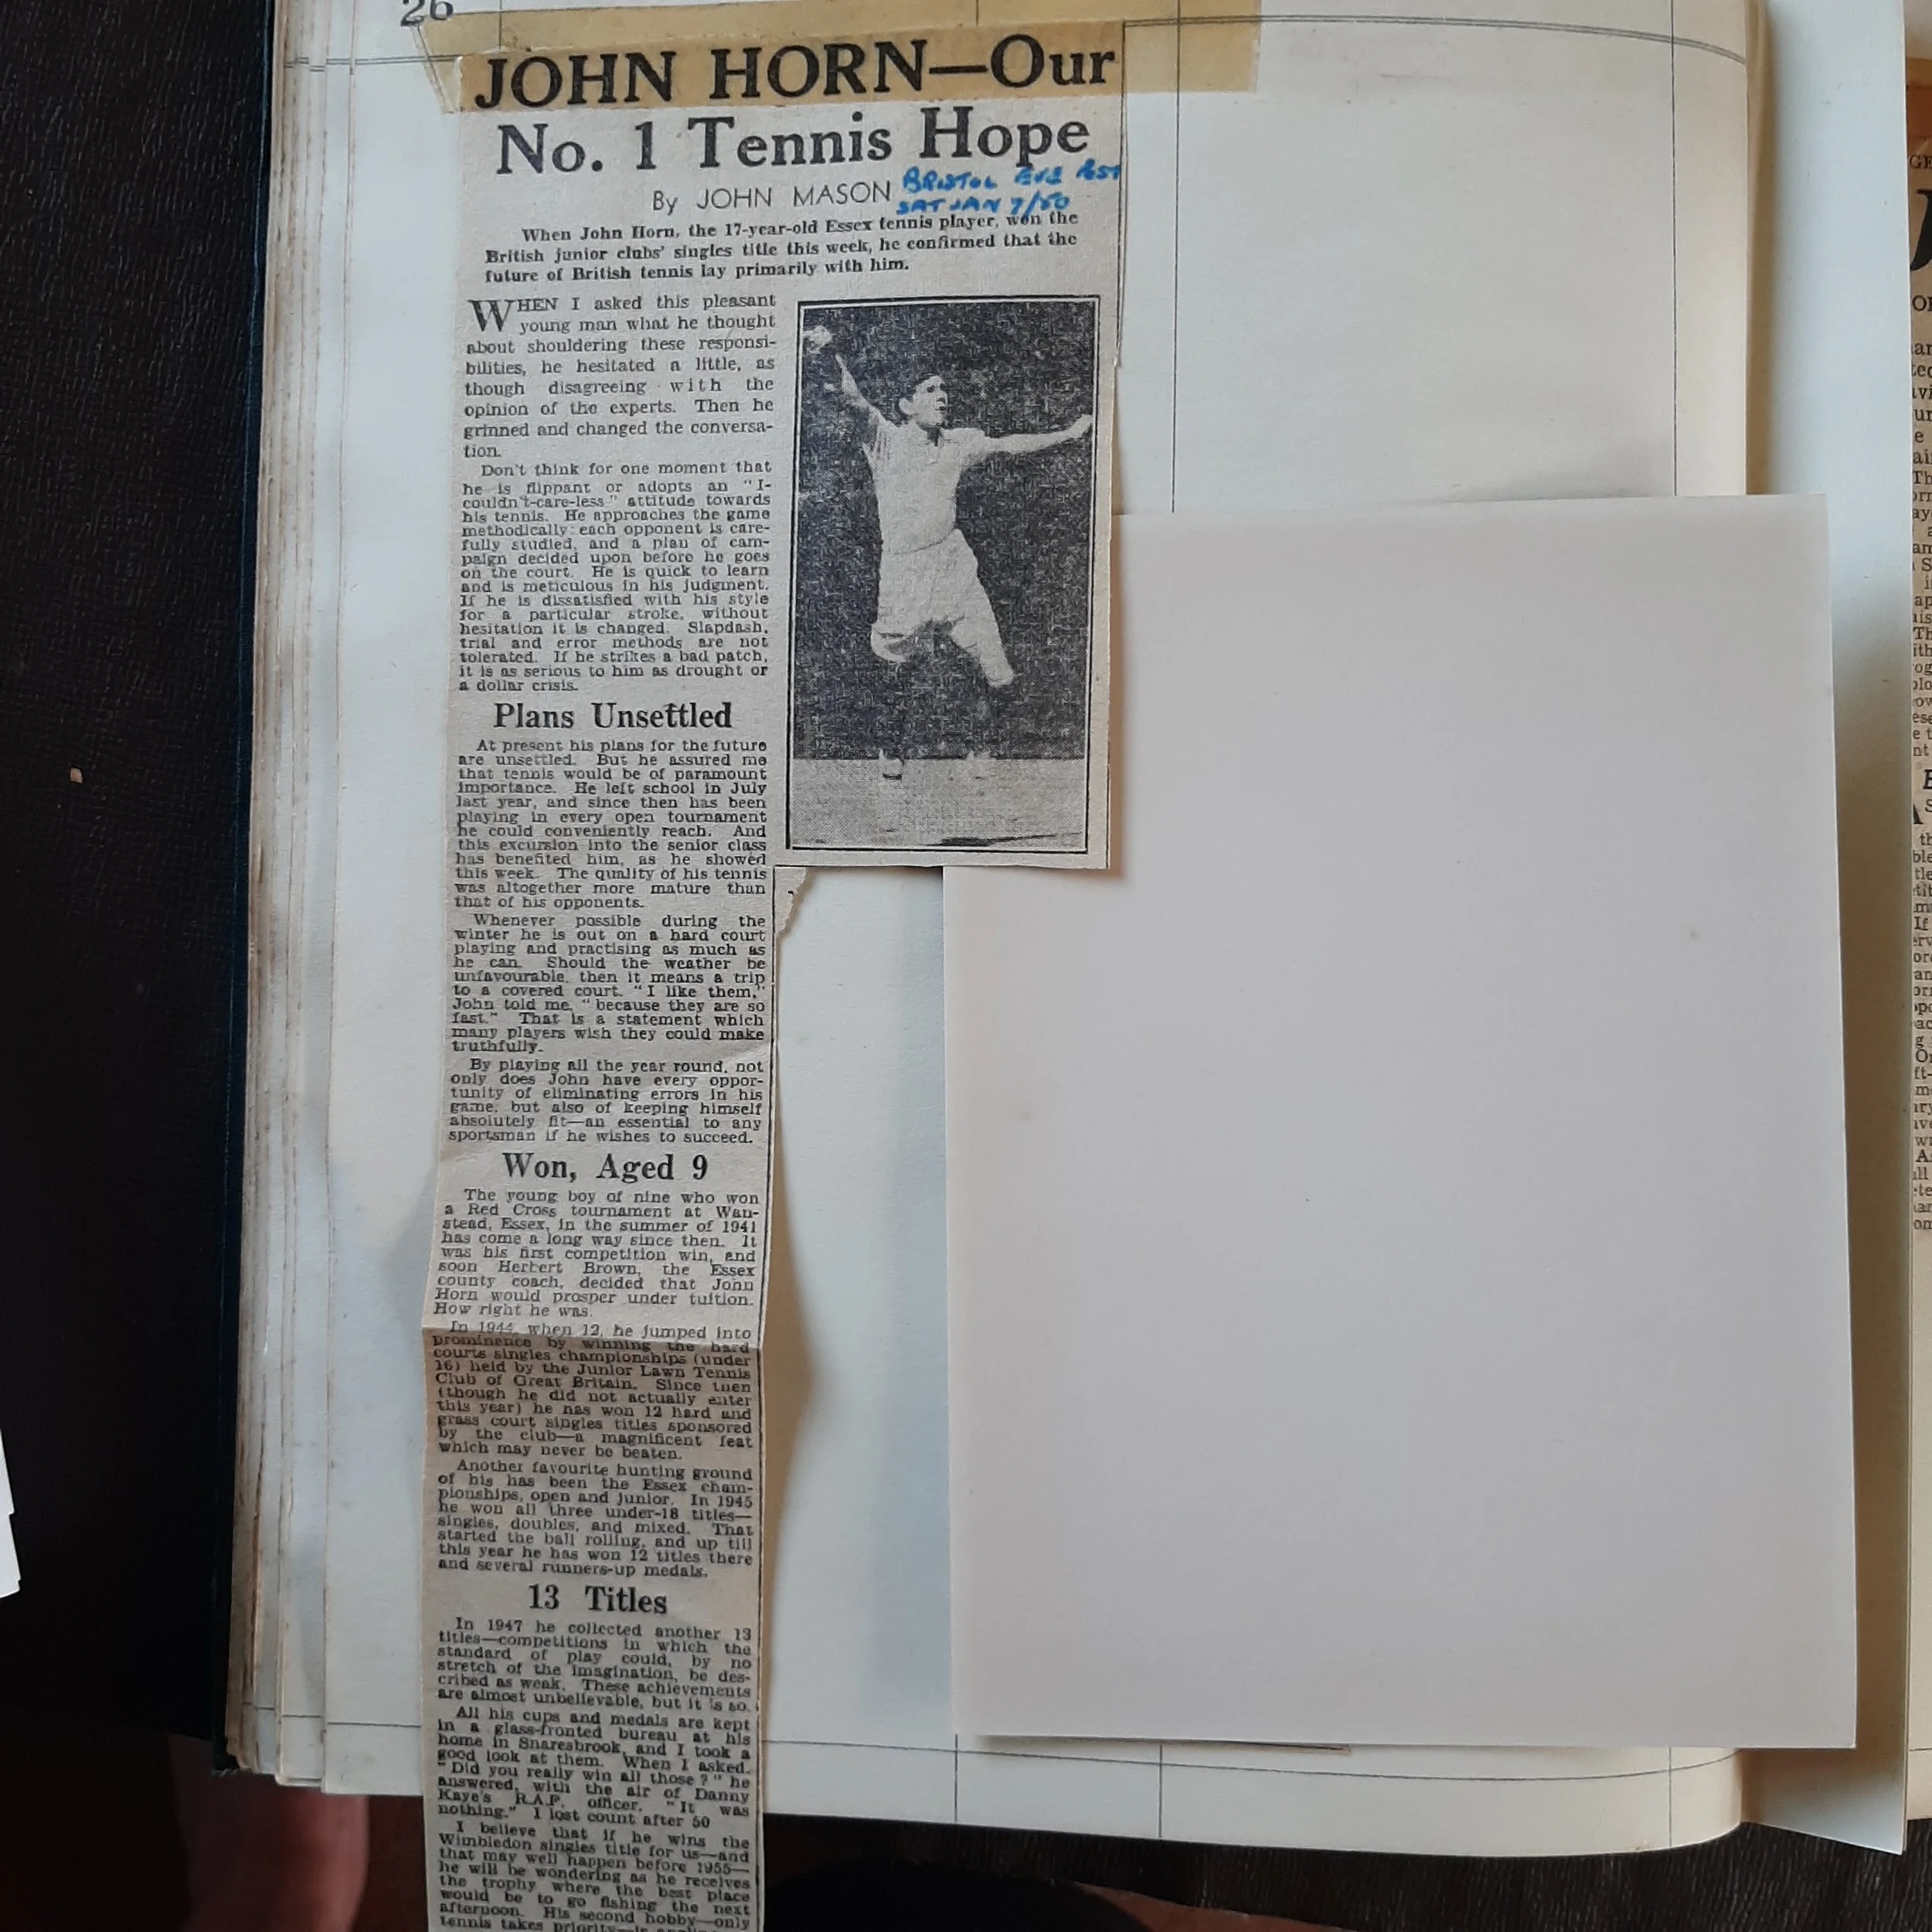 26
JOHN HORN—Our
No. 1 Tennis Hope
By JOHN MASON
BRISTOL EVE POST
SAT JAN 7/50
When John Horn, the 17-year-old Essex tennis player, won the
British junior clubs' singles title this week, he confirmed that the
future of British tennis lay primarily with him.
WHEN I asked this pleasant
young man what he thought
about shouldering these responsi-
bilities, he hesitated a little, as
though disagreeing with the
opinion of the experts. Then he
grinned and changed the conversa-
tion.
Don't think for one moment that
he is flippant or adopts an "I-
couldn't-care-less" attitude towards
his tennis. He approaches the game
methodically: each opponent is care-
fully studied, and a plan of cam-
paign decided upon before he goes
on the court. He is quick to learn
and is meticulous in his judgment.
If he is dissatisfied with his style
for a particular stroke, without
hesitation it is changed. Slapdash,
trial and error methods are not
tolerated. If he strikes a bad patch,
it is as serious to him as drought or
a dollar crisis.
Plans Unsettled
At present his plans for the future
are unsettled. But he assured me
that tennis would be of paramount
importance. He left school in July
last year, and since then has been
playing in every open tournament
he could conveniently reach. And
this excursion into the senior class
has benefited him, as he showed
this week. The quality of his tennis
was altogether more mature than
that of his opponents.
Whenever possible during the
winter he is out on a hard court
playing and practising as much as
he can. Should the weather be
unfavourable, then it means a trip
to a covered court. "I like them,"
John told me, "because they are so
fast." That is a statement which
many players wish they could make
truthfully.
By playing all the year round, not
only does John have every oppor-
tunity of eliminating errors in his
game, but also of keeping himself
absolutely fit—an essential to any
sportsman if he wishes to succeed.
Won, Aged 9
The young boy of nine who won
a Red Cross tournament at Wan-
stead, Essex, in the summer of 1941
has come a long way since then. It
was his first competition win, and
soon Herbert Brown, the Essex
county coach, decided that John
Horn would prosper under tuition.
How right he was.
In 1944, when 12, he jumped into
prominence by winning the hard
courts singles championships (under
16) held by the Junior Lawn Tennis
Club of Great Britain. Since then
(though he did not actually enter
this year) he has won 12 hard and
grass court singles titles sponsored
by the club—a magnificent feat
which may never be beaten.
Another favourite hunting ground
of his has been the Essex cham-
pionships, open and junior. In 1945
he won all three under-18 titles—
singles, doubles, and mixed. That
started the ball rolling, and up till
this year he has won 12 titles there
and several runners-up medals.
13 Titles
In 1947 he collected another 13
titles—competitions in which the
standard of play could, by no
stretch of the imagination, be des-
cribed as weak. These achievements
are almost unbelievable, but it is so.
All his cups and medals are kept
in a glass-fronted bureau at his
home in Snaresbrook, and I took a
good look at them. When I asked,
"Did you really win all those?" he
answered, with the air of Danny
Kaye's R.A.F. officer, "It was
nothing." I lost count after 50
I believe that if he wins the
Wimbledon singles title for us—and
that may well happen before 1955—
he will be wondering as he receives
the trophy where the best place
would be to go fishing the next
afternoon. His second hobby—only
tennis takes priority—is